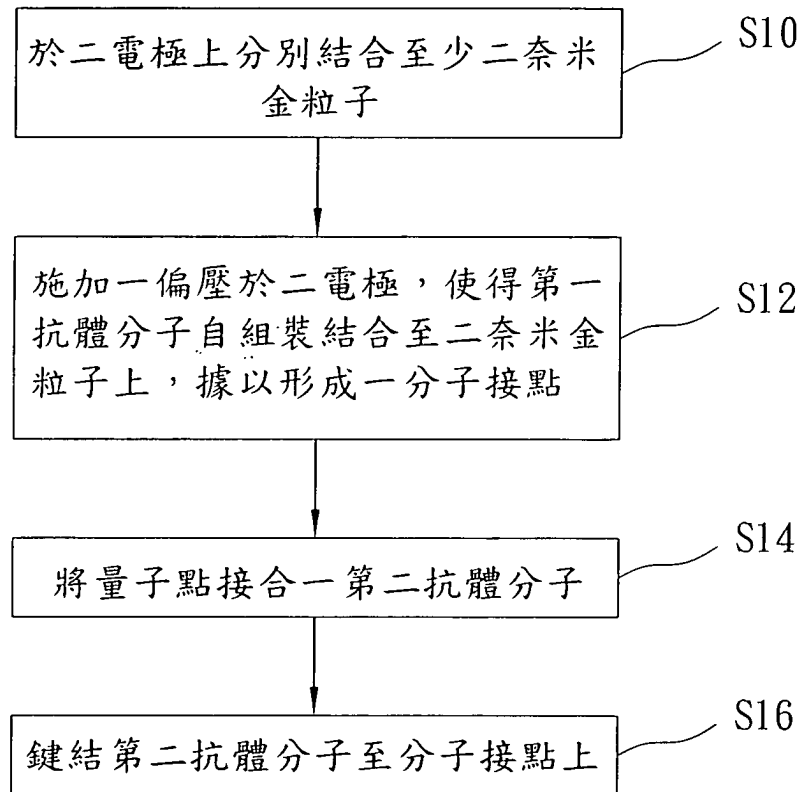 於二電極上分別結合至少二奈米
金粒子
S10
施加一偏壓於二電極，使得第一
抗體分子自組裝結合至二奈米金
粒子上，據以形成一分子接點
S12
將量子點接合一第二抗體分子
S14
鍵結第二抗體分子至分子接點上
S16